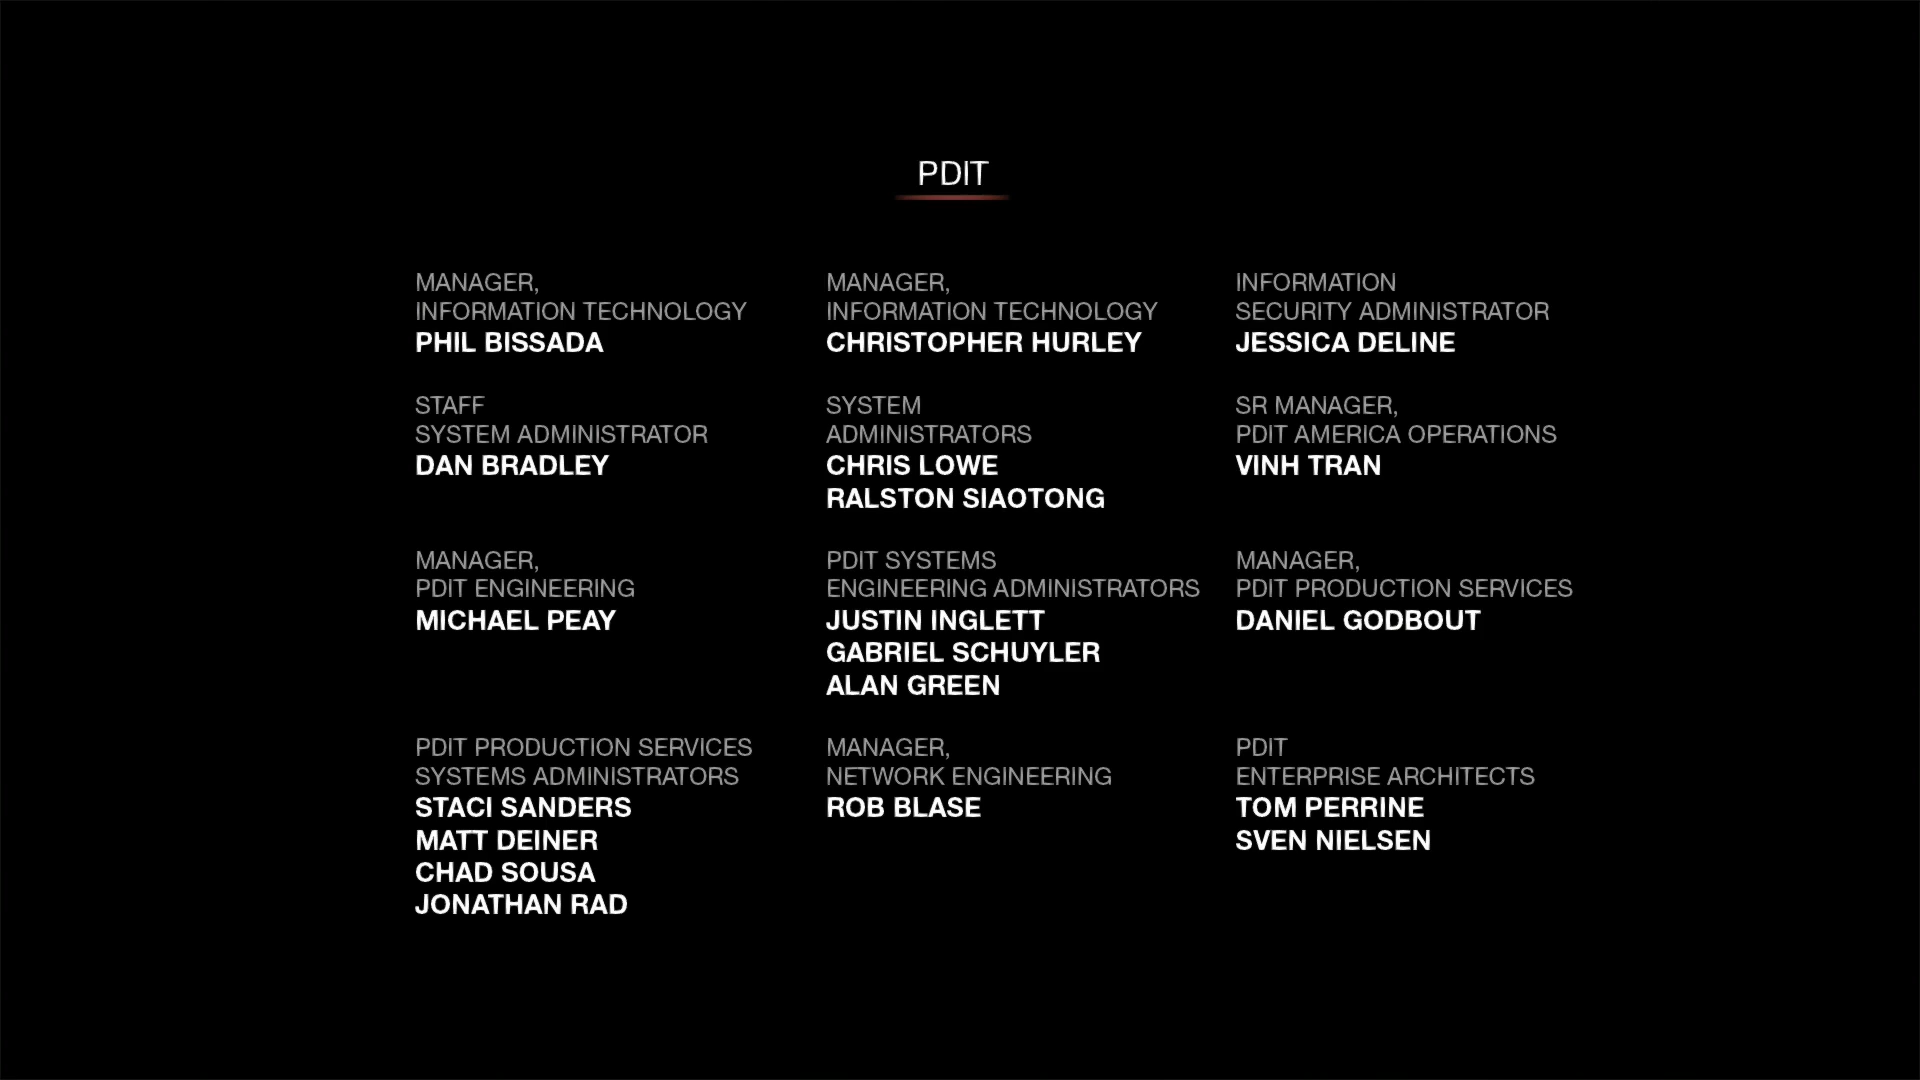 PDIT
MANAGER,
INFORMATION TECHNOLOGY
PHIL BISSADA
MANAGER,
INFORMATION TECHNOLOGY
CHRISTOPHER HURLEY
INFORMATION
SECURITY ADMINISTRATOR
JESSICA DELINE
STAFF
SYSTEM ADMINISTRATOR
DAN BRADLEY
SYSTEM
ADMINISTRATORS
CHRIS LOWE
RALSTON SIAOTONG
SR MANAGER,
PDIT AMERICA OPERATIONS
VINH TRAN
MANAGER,
PDIT ENGINEERING
MICHAEL PEAY
PDIT SYSTEMS
ENGINEERING ADMINISTRATORS
JUSTIN INGLETT
GABRIEL SCHUYLER
ALAN GREEN
MANAGER,
PDIT PRODUCTION SERVICES
DANIEL GODBOUT
PDIT PRODUCTION SERVICES
SYSTEMS ADMINISTRATORS
STACI SANDERS
MATT DEINER
CHAD SOUSA
JONATHAN RAD
MANAGER,
NETWORK ENGINEERING
ROB BLASE
PDIT
ENTERPRISE ARCHITECTS
TOM PERRINE
SVEN NIELSEN